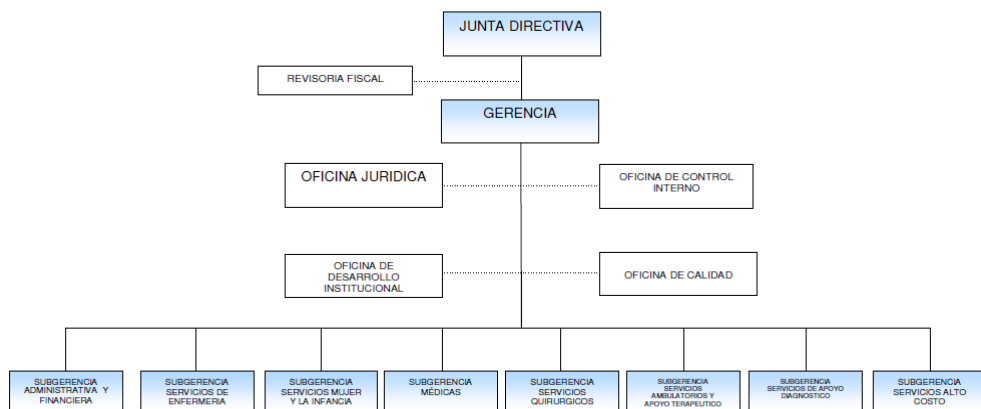 JUNTA DIRECTIVA
REVISORIA FISCAL
GERENCIA
OFICINA JURIDICA
OFICINA DE CONTROL
INTERNO
OFICINA DE
DESARROLLO
INSTITUCIONAL
OFICINA DE CALIDAD
SUBGERENCIA
ADMINISTRATIVA Y
FINANCIERA
SUBGERENCIA
SERVICIOS DE
ENFERMERIA
SUBGERENCIA
SERVICIOS MUJER
Y LA INFANCIA
SUBGERENCIA
MÉDICAS
SUBGERENCIA
SERVICIOS
QUIRURGICOS
SUBGERENCIA
SERVICIOS
AMBULATORIOS Y
APOYO TERAPEUTICO
SUBGERENCIA
SERVICIOS DE APOYO
DIAGNOSTICO
SUBGERENCIA
SERVICIOS ALTO
COSTO